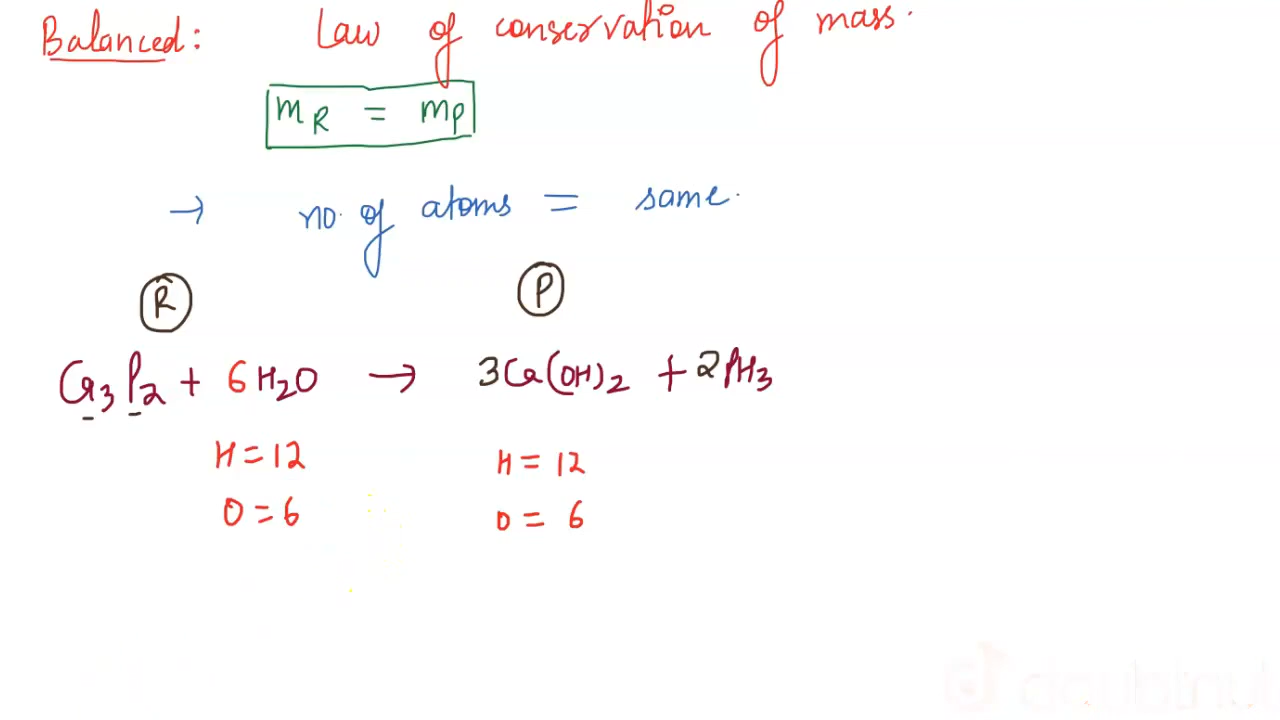 Balanced: Law of conservation of mass.
mR = mP
→ no. of atoms = same.
R P
Ca3P2 + 6H2O → 3Ca(OH)2 + 2PH3
H = 12 H = 12
O = 6 O = 6
doubtnut